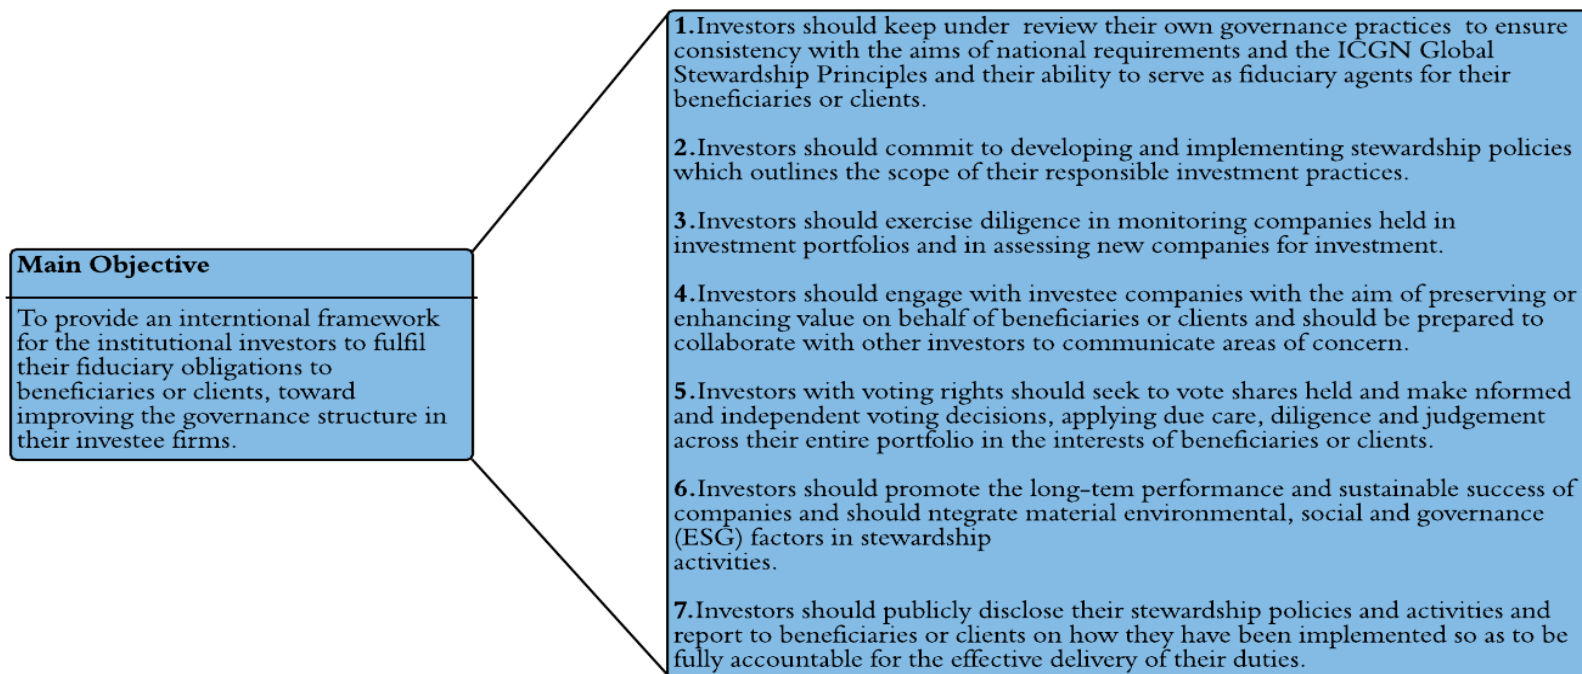 Main Objective
To provide an interntional framework
for the institutional investors to fulfil
their fiduciary obligations to
beneficiaries or clients, toward
improving the governance structure in
their investee firms.
1.Investors should keep under review their own governance practices to ensure
consistency with the aims of national requirements and the ICGN Global
Stewardship Principles and their ability to serve as fiduciary agents for their
beneficiaries or clients.
2.Investors should commit to developing and implementing stewardship policies
which outlines the scope of their responsible investment practices.
3.Investors should exercise diligence in monitoring companies held in
investment portfolios and in assessing new companies for investment.
4.Investors should engage with investee companies with the aim of preserving or
enhancing value on behalf of beneficiaries or clients and should be prepared to
collaborate with other investors to communicate areas of concern.
5.Investors with voting rights should seek to vote shares held and make nformed
and independent voting decisions, applying due care, diligence and judgement
across their entire portfolio in the interests of beneficiaries or clients.
6.Investors should promote the long-tem performance and sustainable success of
companies and should ntegrate material environmental, social and governance
(ESG) factors in stewardship
activities.
7.Investors should publicly disclose their stewardship policies and activities and
report to beneficiaries or clients on how they have been implemented so as to be
fully accountable for the effective delivery of their duties.